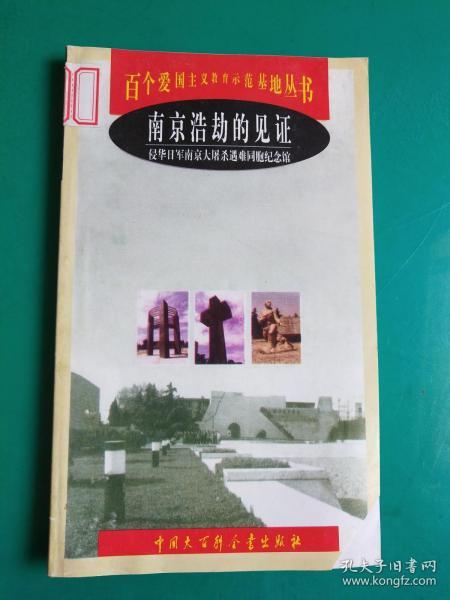 百个爱国主义教育示范基地丛书
南京浩劫的见证
侵华日军南京大屠杀遇难同胞纪念馆
中国大百科全书出版社
孔夫子旧书网
www.kongfz.com